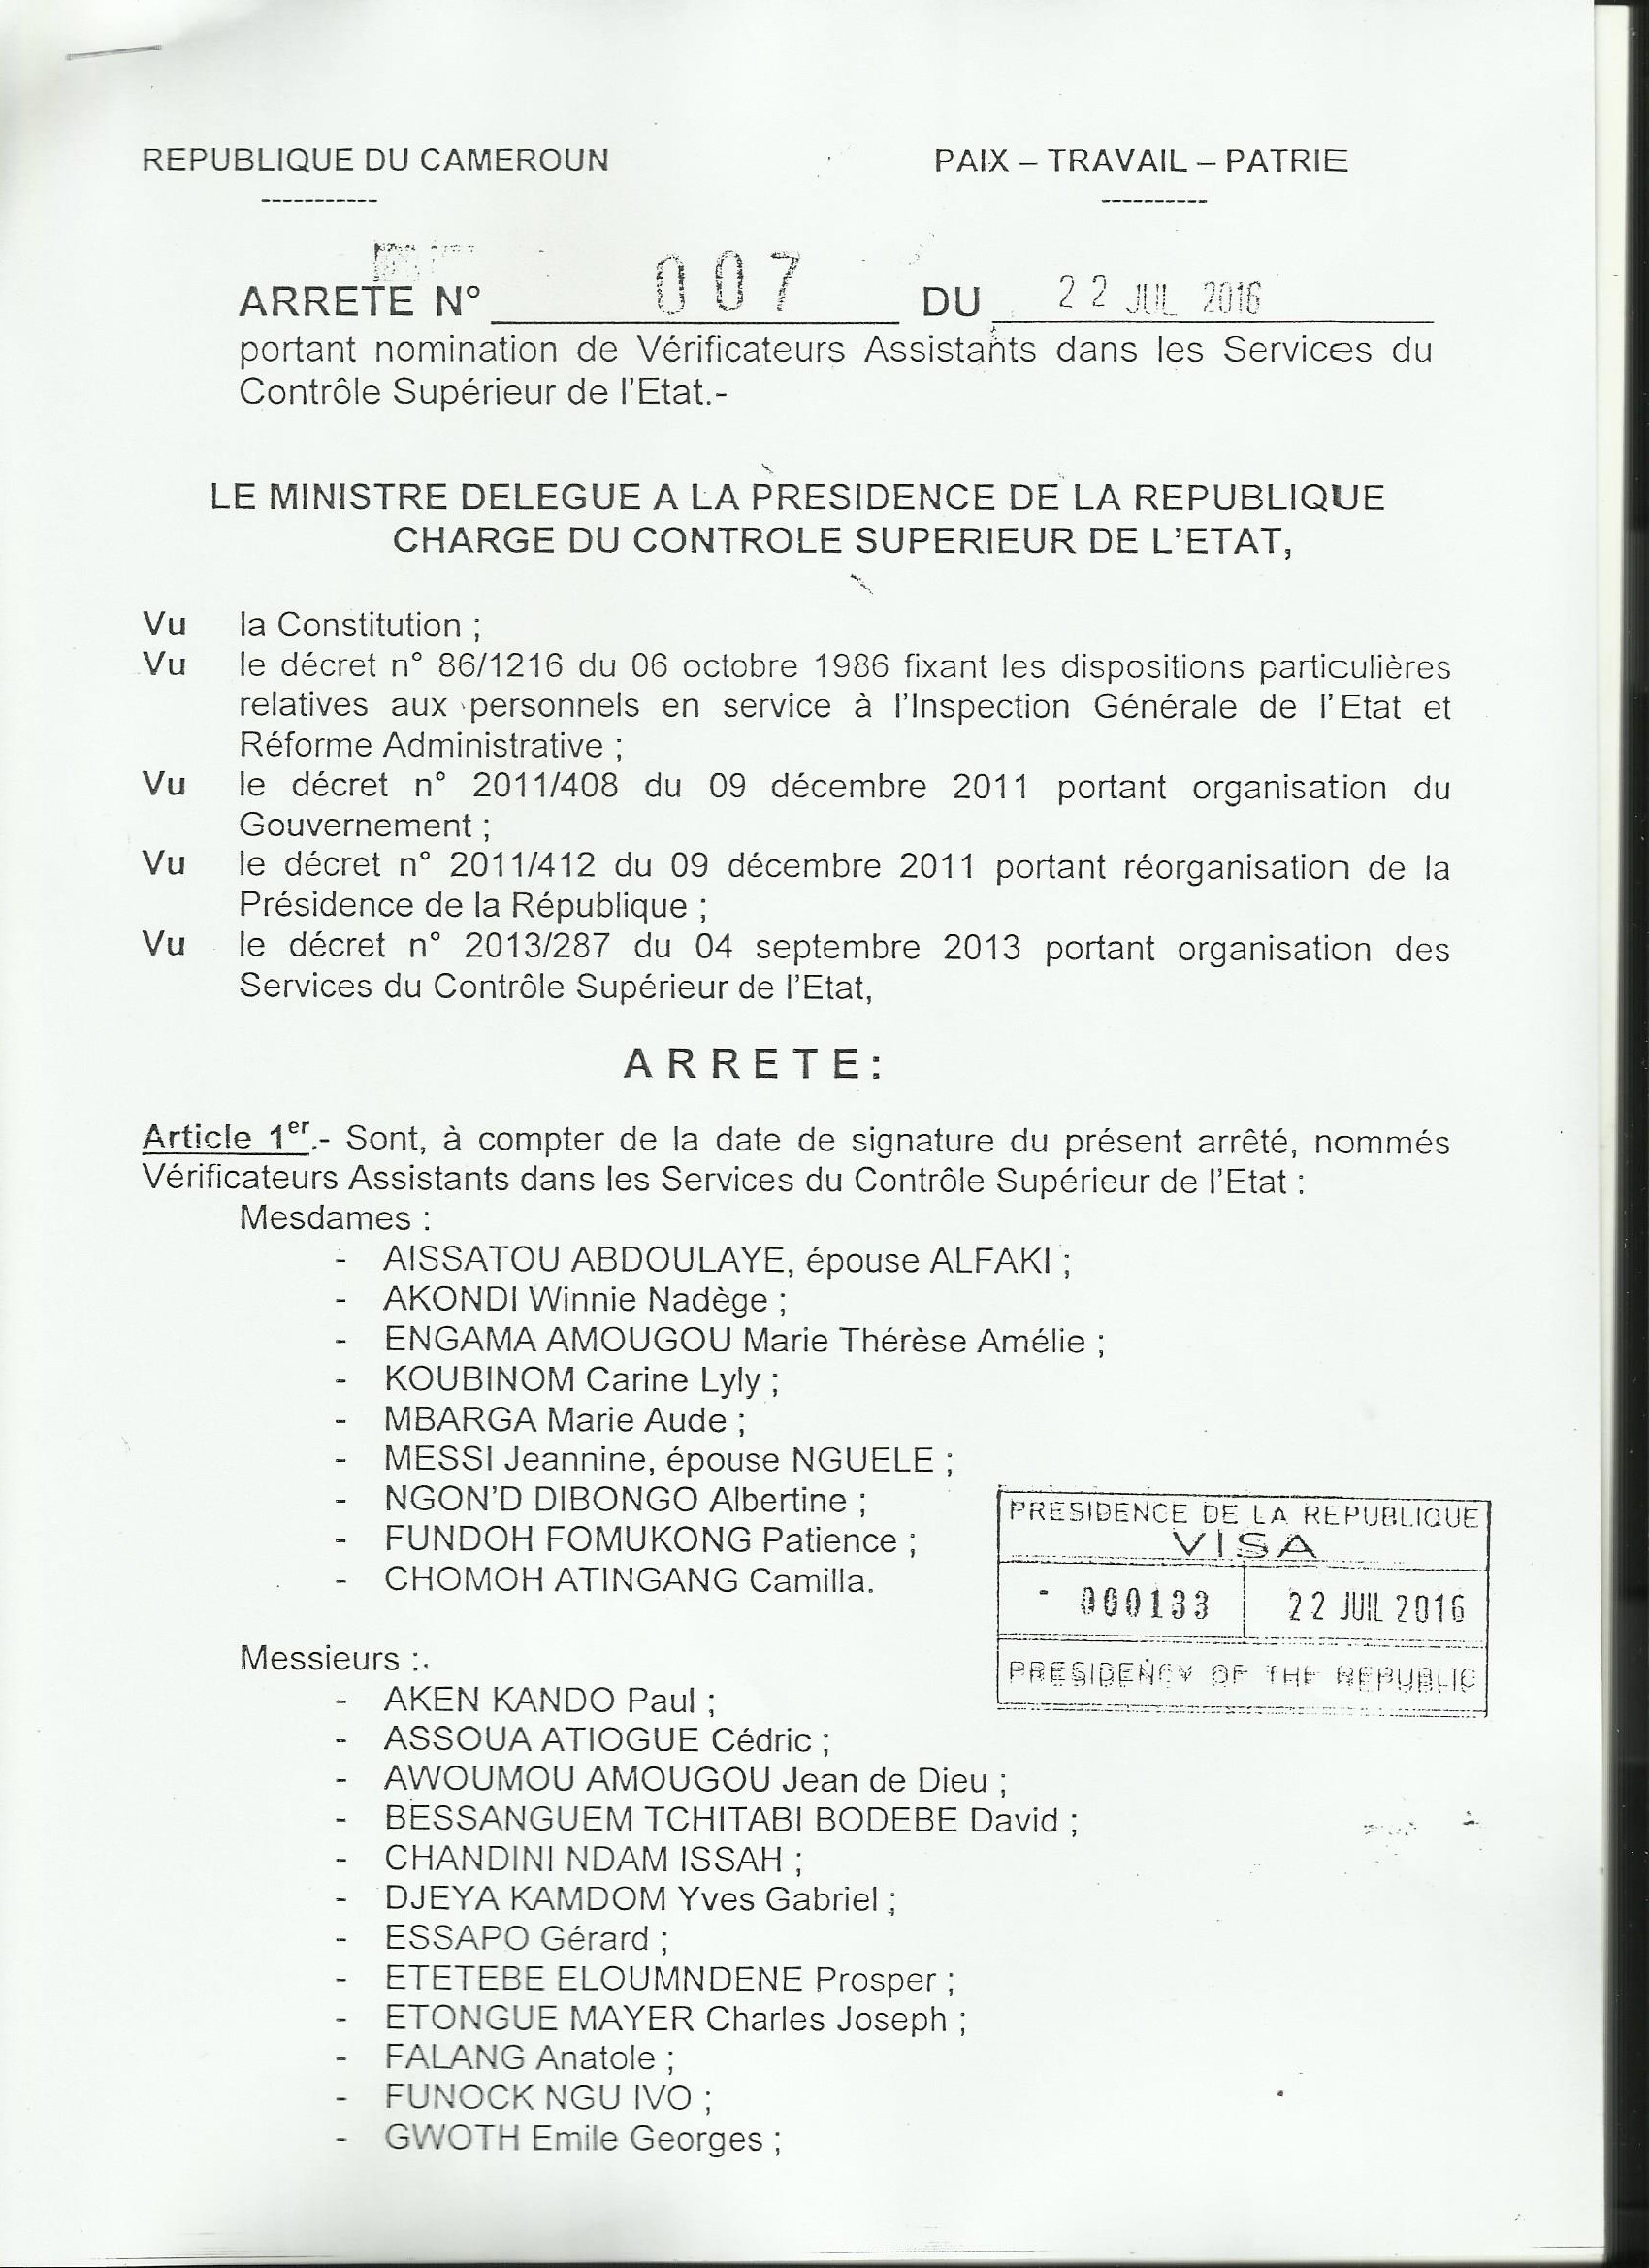 REPUBLIQUE DU CAMEROUN
PAIX – TRAVAIL – PATRIE
-----------
----------
ARRETE N° 007 DU 22 JUL 2016
portant nomination de Vérificateurs Assistants dans les Services du
Contrôle Supérieur de l'Etat.-
LE MINISTRE DELEGUE A LA PRESIDENCE DE LA REPUBLIQUE
CHARGE DU CONTROLE SUPERIEUR DE L'ETAT,
Vu la Constitution ;
Vu le décret n° 86/1216 du 06 octobre 1986 fixant les dispositions particulières
relatives aux personnels en service à l'Inspection Générale de l'Etat et
Réforme Administrative ;
Vu le décret n° 2011/408 du 09 décembre 2011 portant organisation du
Gouvernement ;
Vu le décret n° 2011/412 du 09 décembre 2011 portant réorganisation de la
Présidence de la République ;
Vu le décret n° 2013/287 du 04 septembre 2013 portant organisation des
Services du Contrôle Supérieur de l'Etat,
ARRETE:
Article 1er.- Sont, à compter de la date de signature du présent arrêté, nommés
Vérificateurs Assistants dans les Services du Contrôle Supérieur de l'Etat :
Mesdames :
- AISSATOU ABDOULAYE, épouse ALFAKI ;
- AKONDI Winnie Nadège ;
- ENGAMA AMOUGOU Marie Thérèse Amélie ;
- KOUBINOM Carine Lyly ;
- MBARGA Marie Aude ;
- MESSI Jeannine, épouse NGUELE ;
- NGON'D DIBONGO Albertine ;
- FUNDOH FOMUKONG Patience ;
- CHOMOH ATINGANG Camilla.
PRESIDENCE DE LA REPUBLIQUE
VISA
- 000133 22 JUIL 2016
PRESIDENCY OF THE REPUBLIC
Messieurs :
- AKEN KANDO Paul ;
- ASSOUA ATIOGUE Cédric ;
- AWOUMOU AMOUGOU Jean de Dieu ;
- BESSANGUEM TCHITABI BODEBE David ;
- CHANDINI NDAM ISSAH ;
- DJEYA KAMDOM Yves Gabriel ;
- ESSAPO Gérard ;
- ETETEBE ELOUMNDENE Prosper ;
- ETONGUE MAYER Charles Joseph ;
- FALANG Anatole ;
- FUNOCK NGU IVO ;
- GWOTH Emile Georges ;